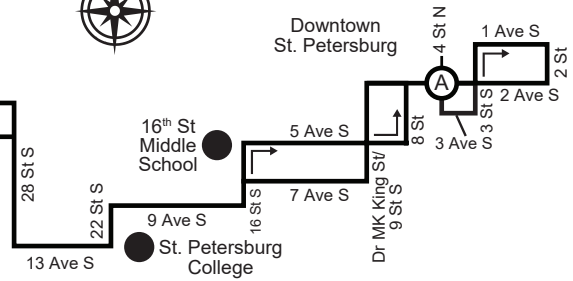 Downtown
St. Petersburg
4 St N
1 Ave S
2 St
A
2 Ave S
3 St S
3 Ave S
8 St
16th St
Middle
School
5 Ave S
7 Ave S
Dr MK King St/
9 St S
16 St S
28 St S
22 St S
9 Ave S
St. Petersburg
College
13 Ave S